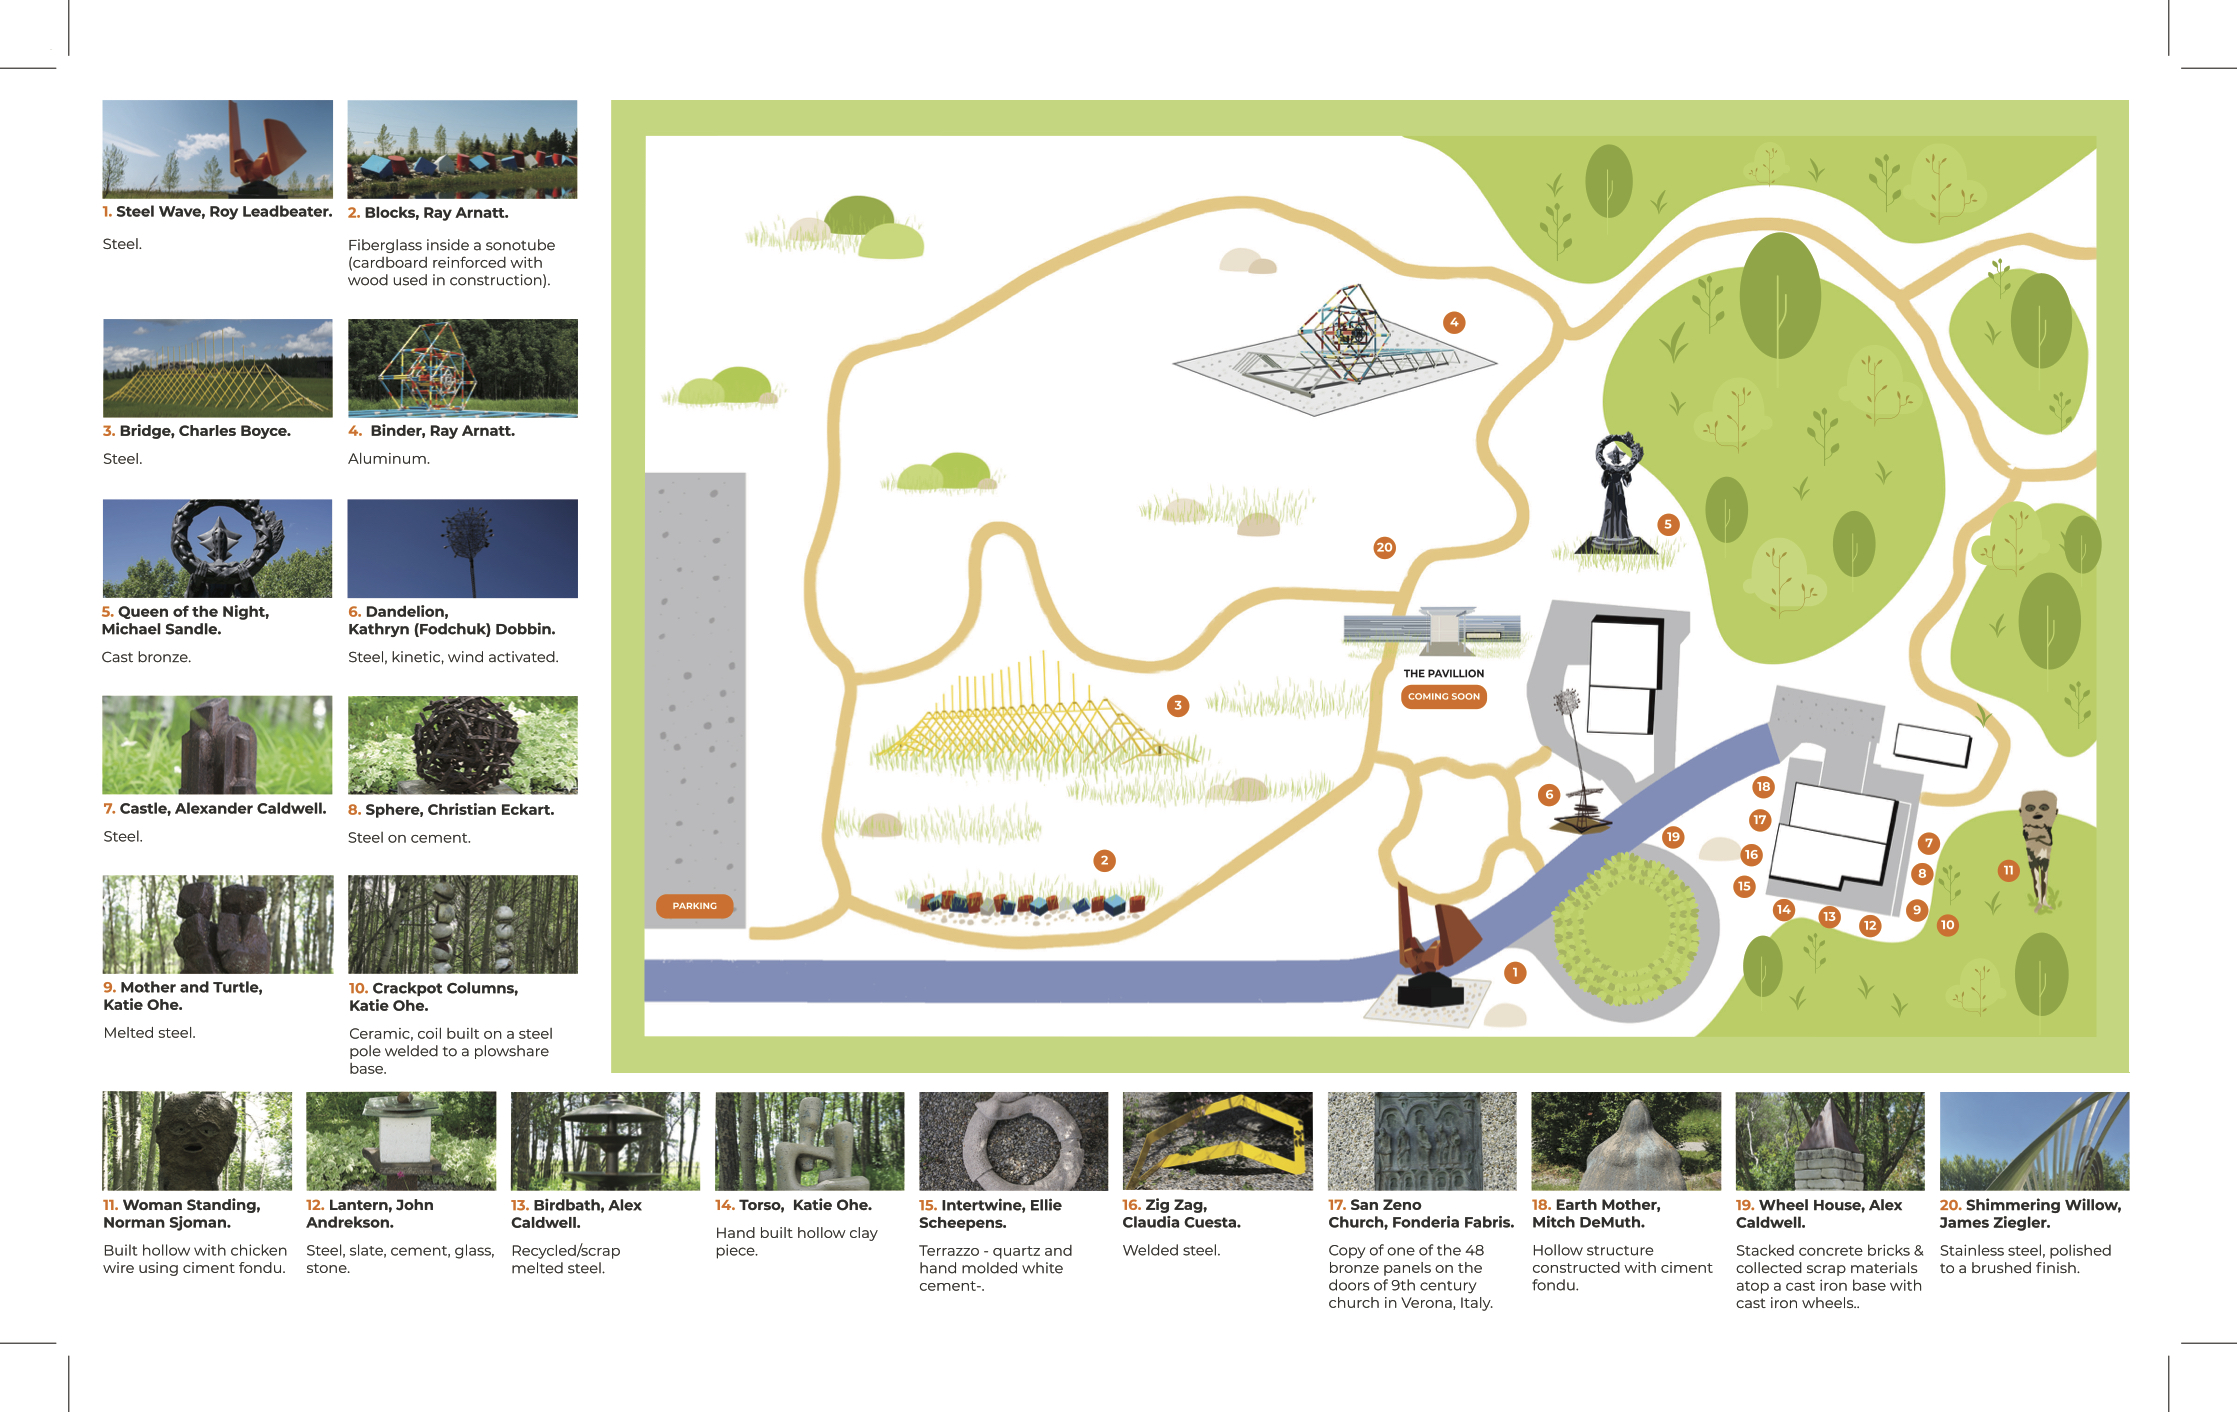 1. Steel Wave, Roy Leadbeater.
Steel.
2. Blocks, Ray Arnatt.
Fiberglass inside a sonotube
(cardboard reinforced with
wood used in construction).
3. Bridge, Charles Boyce.
Steel.
4. Binder, Ray Arnatt.
Aluminum.
5. Queen of the Night,
Michael Sandle.
Cast bronze.
6. Dandelion,
Kathryn (Fodchuk) Dobbin.
Steel, kinetic, wind activated.
7. Castle, Alexander Caldwell.
Steel.
8. Sphere, Christian Eckart.
Steel on cement.
9. Mother and Turtle,
Katie Ohe.
Melted steel.
10. Crackpot Columns,
Katie Ohe.
Ceramic, coil built on a steel
pole welded to a plowshare
base.
4
5
20
THE PAVILLION
COMING SOON
3
6
18
17
19
16
7
2
15
8
11
PARKING
14
13
9
12
10
1
11. Woman Standing,
Norman Sjoman.
Built hollow with chicken
wire using ciment fondu.
12. Lantern, John
Andrekson.
Steel, slate, cement, glass,
stone.
13. Birdbath, Alex
Caldwell.
Recycled/scrap
melted steel.
14. Torso, Katie Ohe.
Hand built hollow clay
piece.
15. Intertwine, Ellie
Scheepens.
Terrazzo - quartz and
hand molded white
cement-.
16. Zig Zag,
Claudia Cuesta.
Welded steel.
17. San Zeno
Church, Fonderia Fabris.
Copy of one of the 48
bronze panels on the
doors of 9th century
church in Verona, Italy.
18. Earth Mother,
Mitch DeMuth.
Hollow structure
constructed with ciment
fondu.
19. Wheel House, Alex
Caldwell.
Stacked concrete bricks &
collected scrap materials
atop a cast iron base with
cast iron wheels..
20. Shimmering Willow,
James Ziegler.
Stainless steel, polished
to a brushed finish.